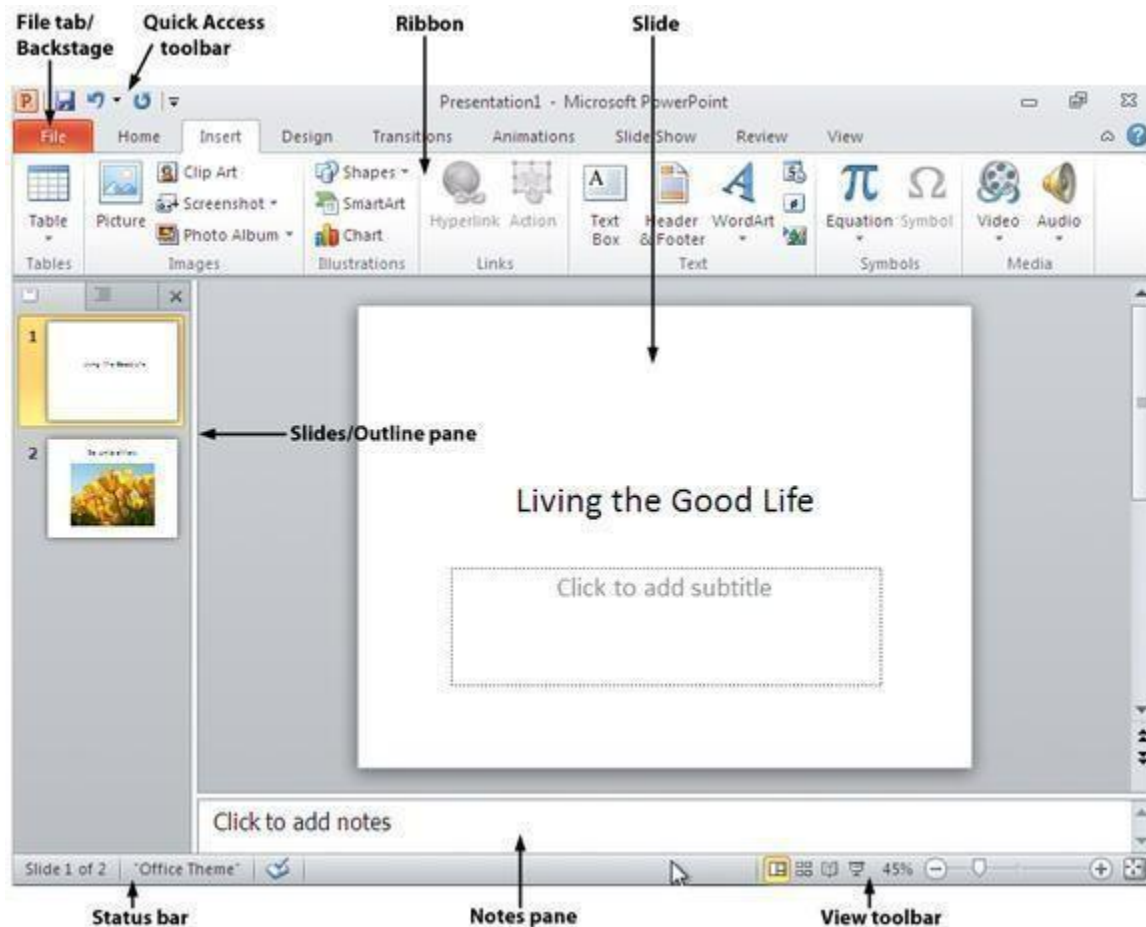 File tab/
Backstage
Quick Access
toolbar
Ribbon
Slide
Presentation1 - Microsoft PowerPoint
File Home Insert Design Transitions Animations Slide Show Review View
Table
Tables
Picture
Clip Art
Screenshot
Photo Album
Images
Shapes
SmartArt
Chart
Illustrations
Hyperlink Action
Links
Text
Box
Header
& Footer
WordArt
Text
Equation Symbol
Symbols
Video Audio
Media
1
2
Slides/Outline pane
Living the Good Life
Click to add subtitle
Click to add notes
Slide 1 of 2 "Office Theme" 45%
Status bar
Notes pane
View toolbar